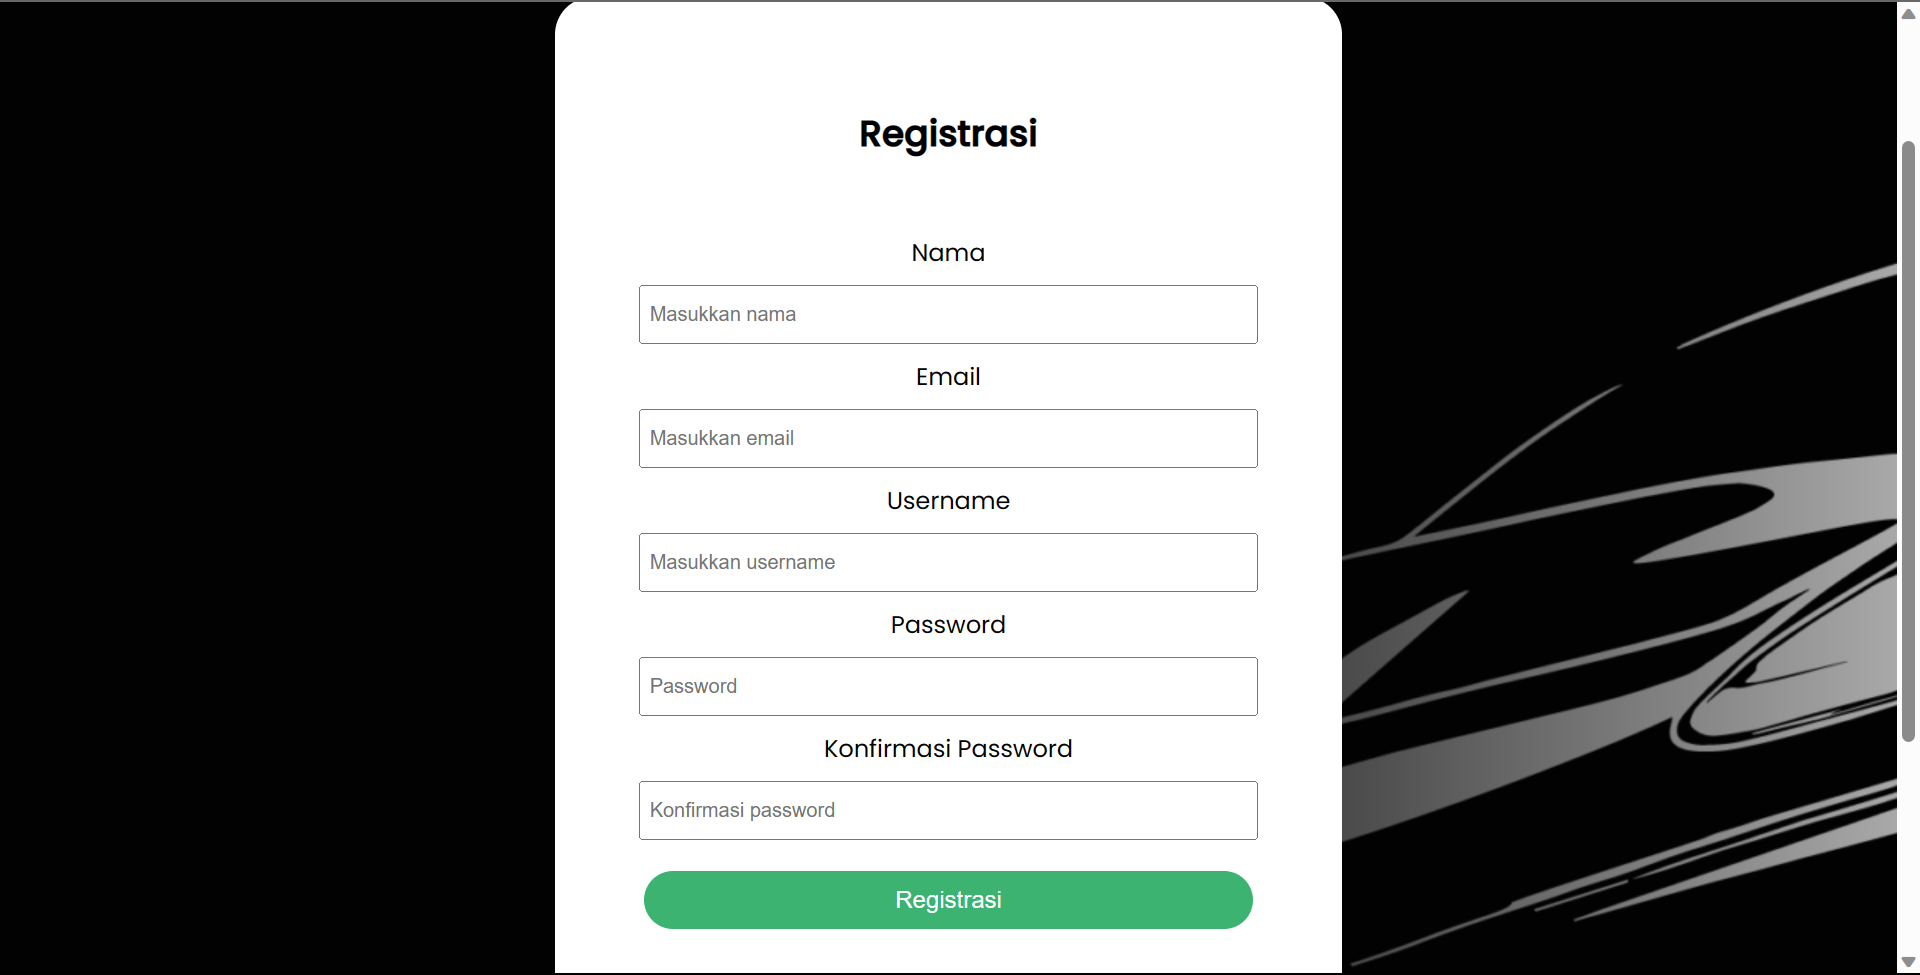 Registrasi
Nama
Masukkan nama
Email
Masukkan email
Username
Masukkan username
Password
Password
Konfirmasi Password
Konfirmasi password
Registrasi